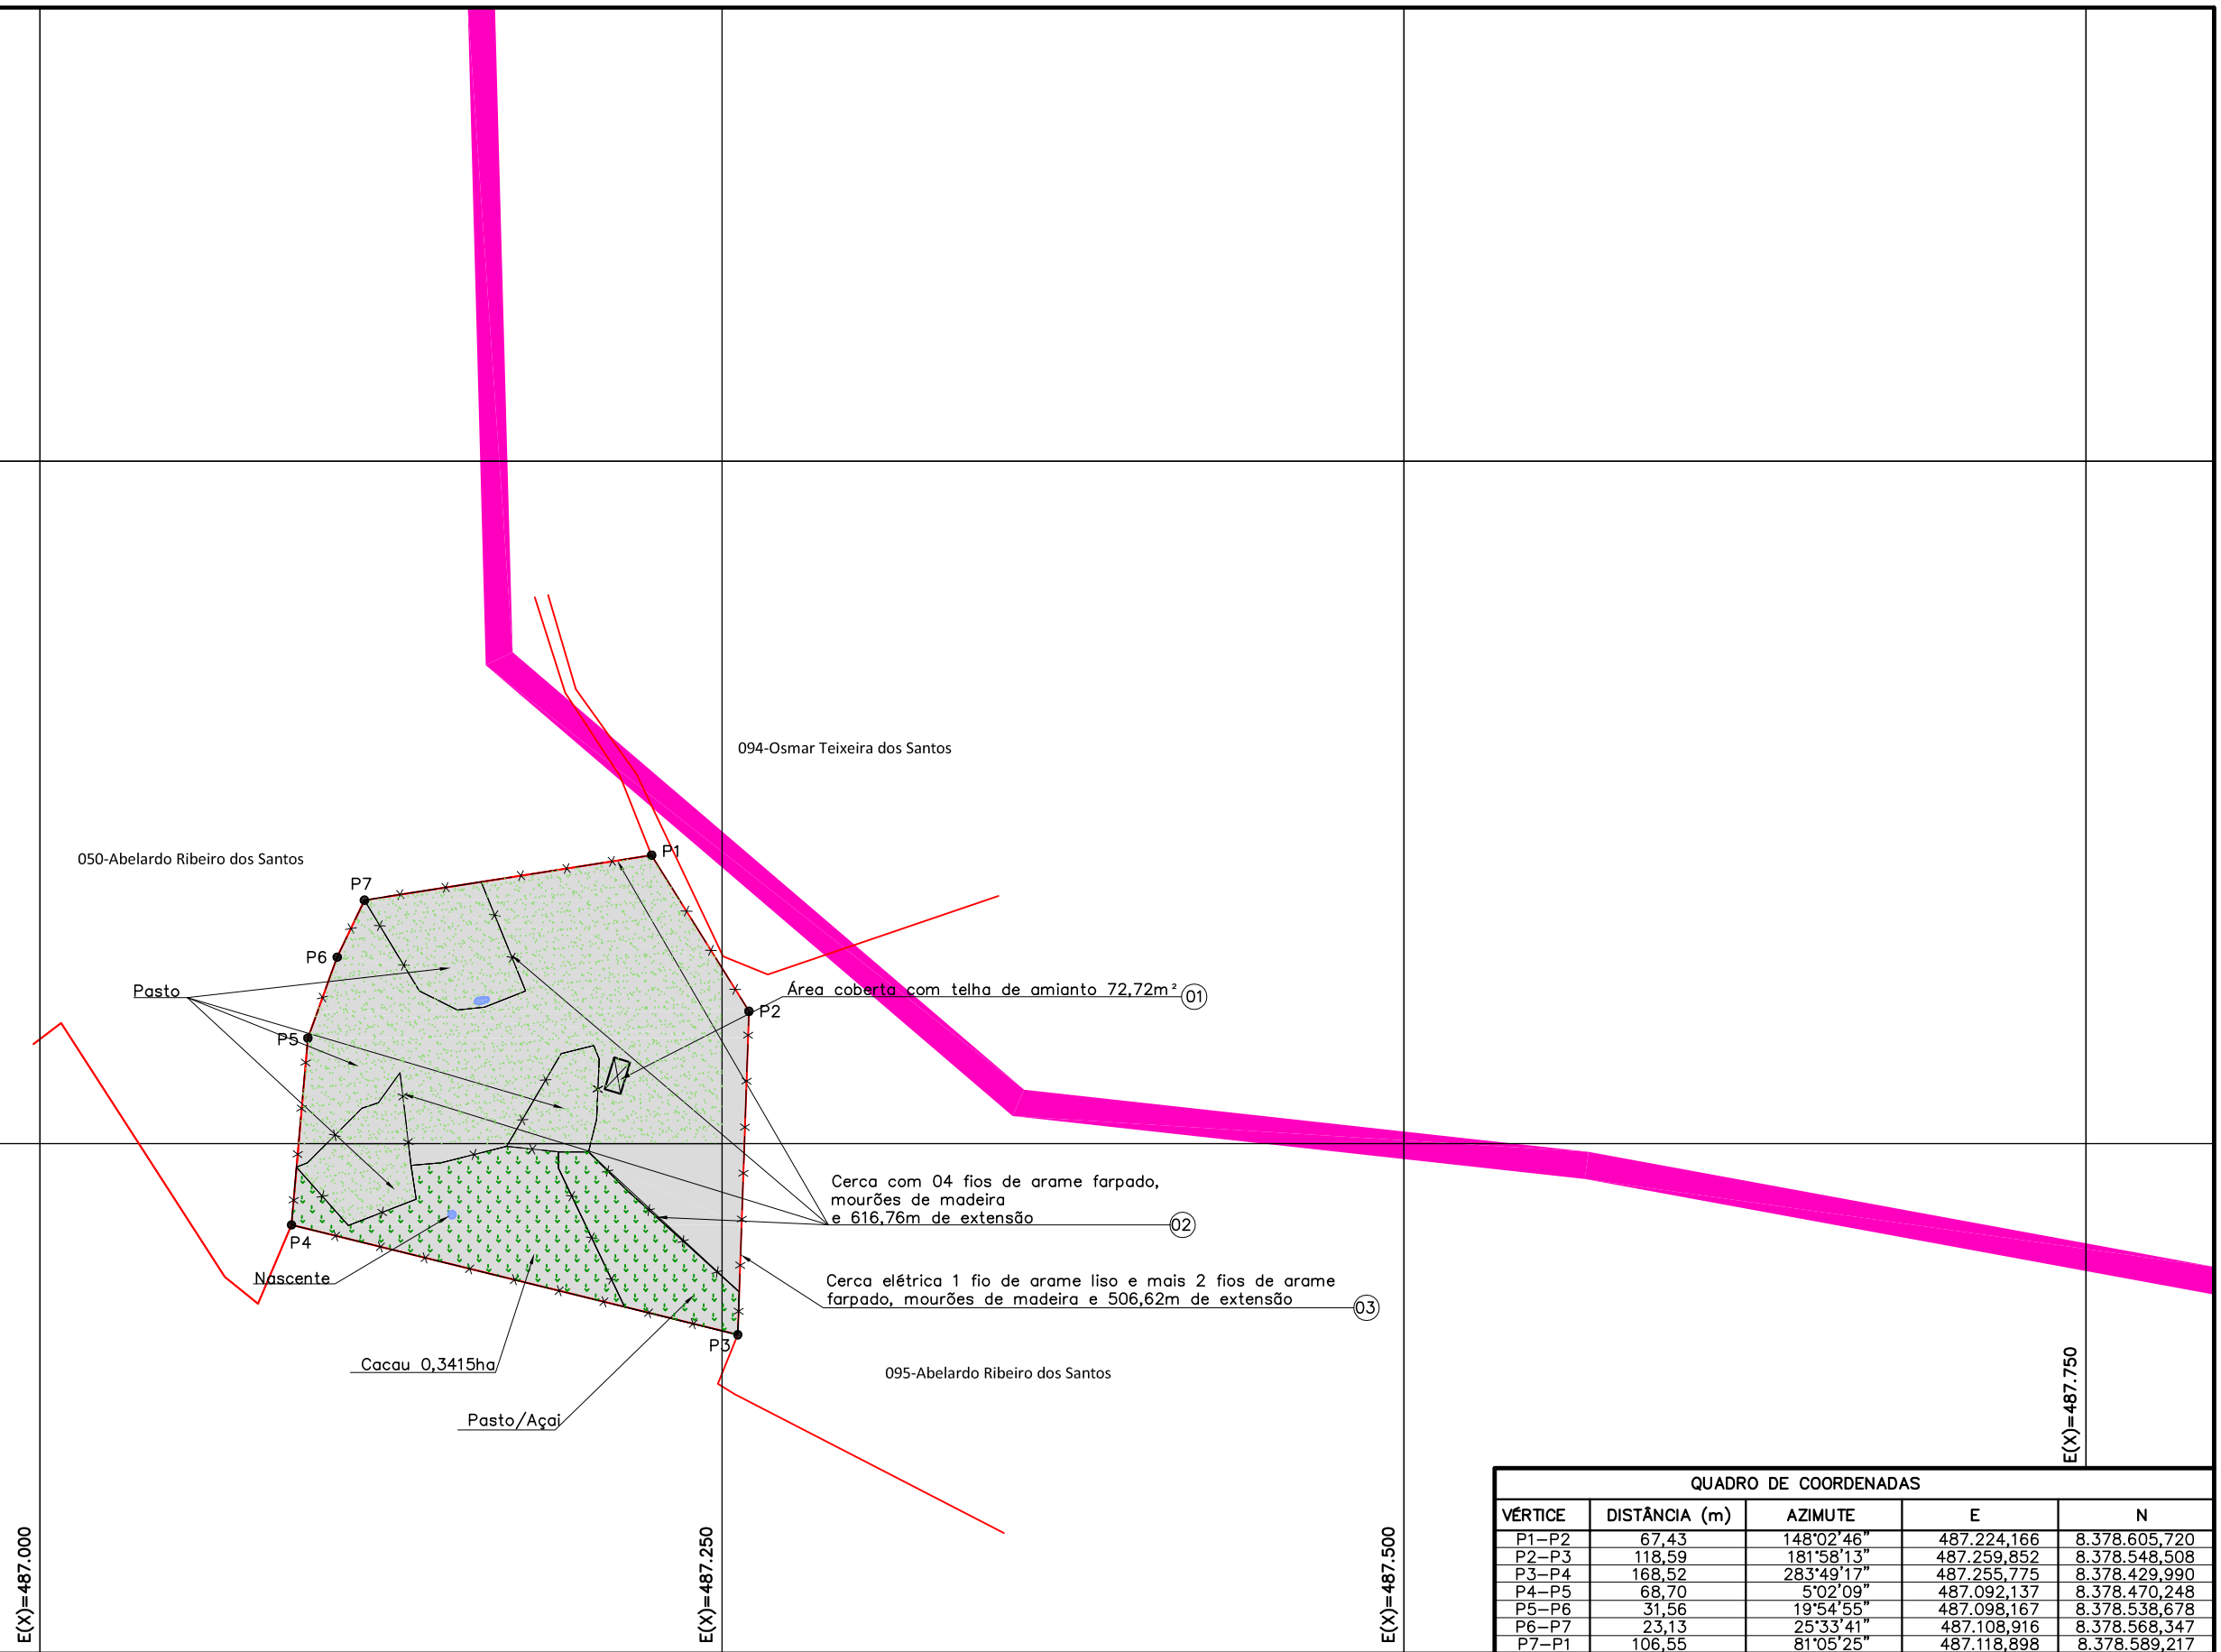 094-Osmar Teixeira dos Santos
050-Abelardo Ribeiro dos Santos
P1
P7
P6
Pasto
Área coberta com telha de amianto 72,72m² 01
P2
P5
Cerca com 04 fios de arame farpado,
mourões de madeira
e 616,76m de extensão
02
P4
Nascente
Cerca elétrica 1 fio de arame liso e mais 2 fios de arame
farpado, mourões de madeira e 506,62m de extensão
03
P3
Cacau 0,3415ha
095-Abelardo Ribeiro dos Santos
Pasto/Açai
E(X)=487.000
E(X)=487.250
E(X)=487.500
E(X)=487.750
QUADRO DE COORDENADAS
VÉRTICE DISTÂNCIA (m) AZIMUTE E N
P1-P2 67,43 148°02'46" 487.224,166 8.378.605,720
P2-P3 118,59 181°58'13" 487.259,852 8.378.548,508
P3-P4 168,52 283°49'17" 487.255,775 8.378.429,990
P4-P5 68,70 5°02'09" 487.092,137 8.378.470,248
P5-P6 31,56 19°54'55" 487.098,167 8.378.538,678
P6-P7 23,13 25°33'41" 487.108,916 8.378.568,347
P7-P1 106,55 81°05'25" 487.118,898 8.378.589,217